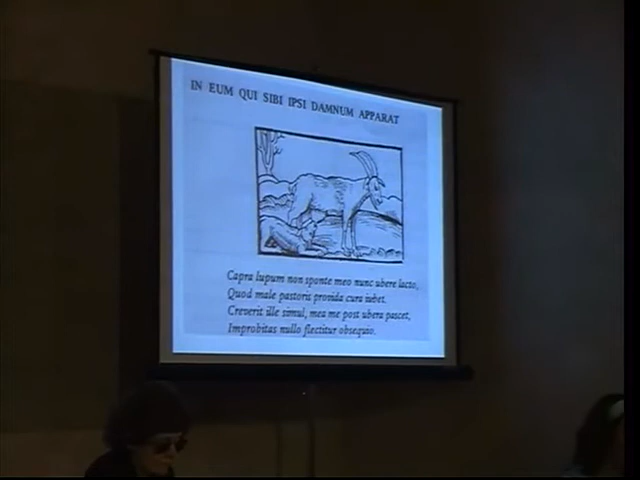 IN EUM QUI SIBI IPSI DAMNUM APPARAT
Capra lupum non sponte meo nunc ubere lacto,
Quod male pastoris provida cura iubet.
Creverit ille simul, mea me post ubera pascet,
Improbitas nullo flectitur obsequio.